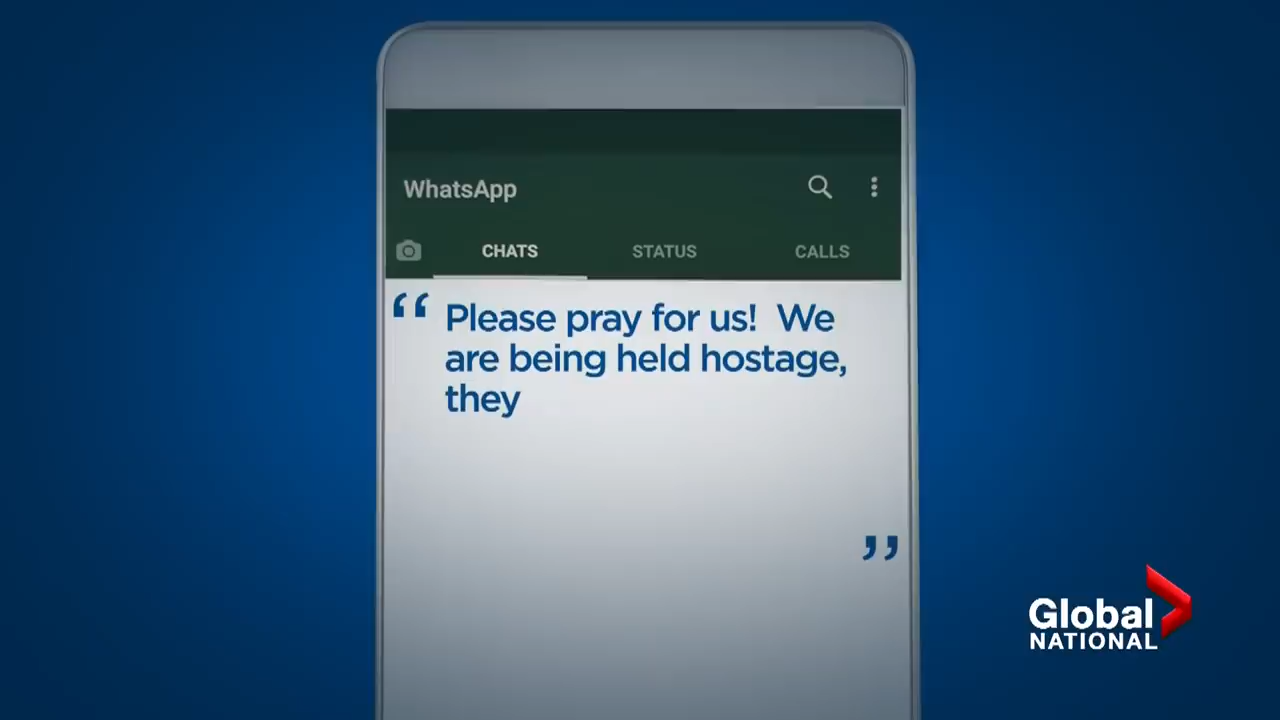 WhatsApp
CHATS STATUS CALLS
“ Please pray for us! We
are being held hostage,
they
”
Global
NATIONAL